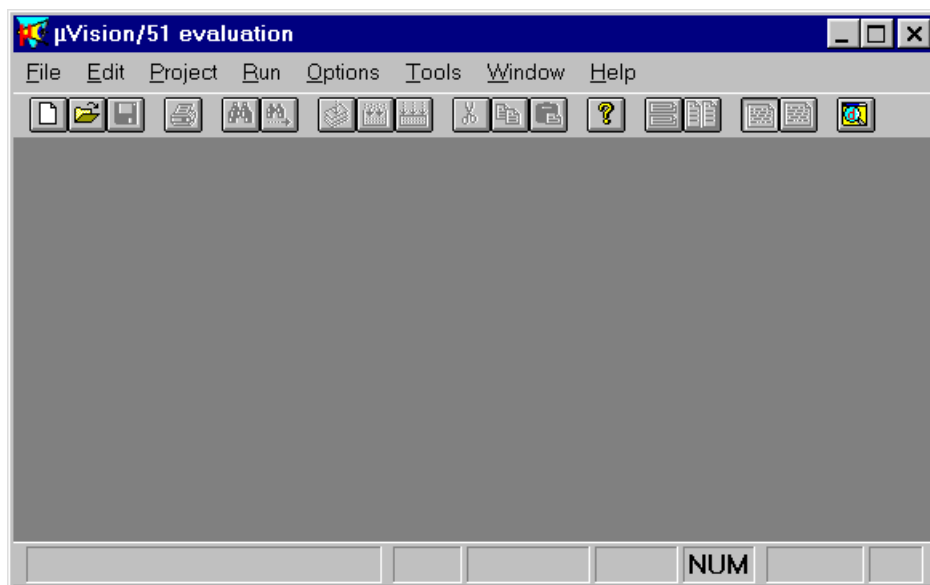 µVision/51 evaluation
File Edit Project Run Options Tools Window Help
NUM